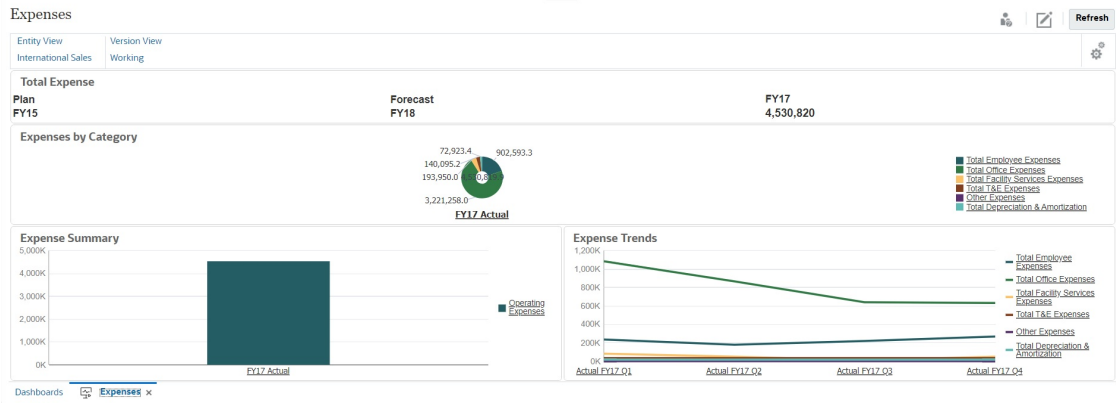 Expenses
Refresh
Entity View Version View
International Sales Working
Total Expense
Plan Forecast FY17
FY15 FY18 4,530,820
Expenses by Category
72,923.4 902,593.3
140,095.2
193,950.0
3,221,258.0
FY17 Actual
Total Employee Expenses
Total Office Expenses
Total Facility Services Expenses
Total T&E Expenses
Other Expenses
Total Depreciation & Amortization
Expense Summary
5,000K
4,000K
3,000K
2,000K
1,000K
0K
FY17 Actual
Operating
Expenses
Expense Trends
1,200K
1,000K
800K
600K
400K
200K
0K
Actual FY17 Q1 Actual FY17 Q2 Actual FY17 Q3 Actual FY17 Q4
Total Employee
Expenses
Total Office Expenses
Total Facility Services
Expenses
Total T&E Expenses
Other Expenses
Total Depreciation &
Amortization
Dashboards Expenses